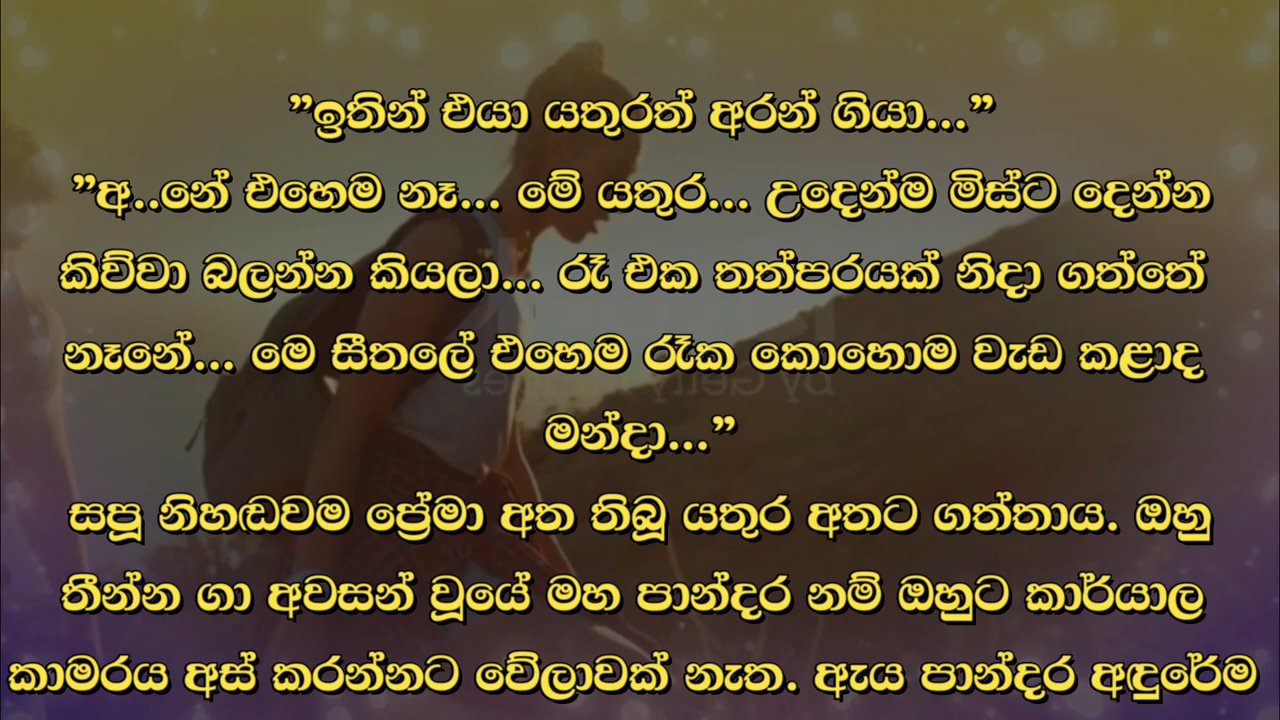 ”ඉතින් එයා යතුරත් අරන් ගියා...”
”අ..නේ එහෙම නෑ... මේ යතුර... උදෙන්ම මිස්ට දෙන්න
කිව්වා බලන්න කියලා... රෑ එක තත්පරයක් නිදා ගත්තේ
නෑනේ... මෙ සීතලේ එහෙම රෑක කොහොම වැඩ කළාද
මන්දා...”
සපූ නිහඬවම ප්‍රේමා අත තිබූ යතුර අතට ගත්තාය. ඔහු
තීන්න ගා අවසන් වූයේ මහ පාන්දර නම් ඔහුට කාර්යාල
කාමරය අස් කරන්නට වේලාවක් නැත. ඇය පාන්දර අඳුරේම